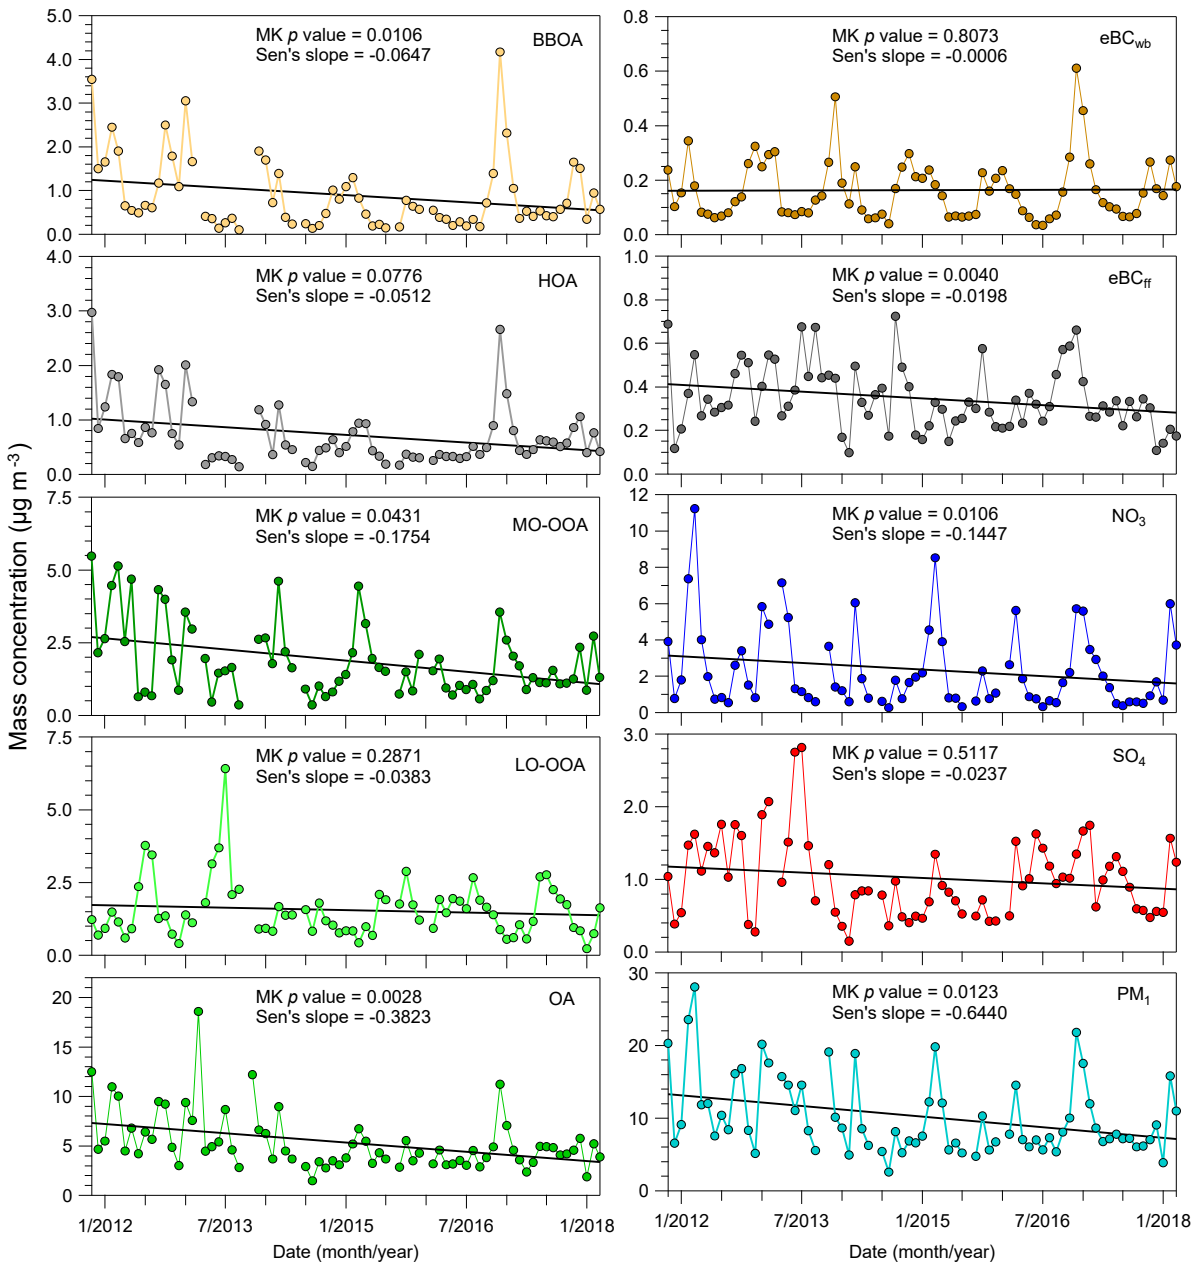 Mass concentration (µg m⁻³)
5.0
4.0
3.0
2.0
1.0
0.0
MK p value = 0.0106
Sen's slope = -0.0647
BBOA
0.8
0.6
0.4
0.2
0.0
MK p value = 0.8073
Sen's slope = -0.0006
eBCwb
4.0
3.0
2.0
1.0
0.0
MK p value = 0.0776
Sen's slope = -0.0512
HOA
1.0
0.8
0.6
0.4
0.2
0.0
MK p value = 0.0040
Sen's slope = -0.0198
eBCff
7.5
5.0
2.5
0.0
MK p value = 0.0431
Sen's slope = -0.1754
MO-OOA
12
10
8
6
4
2
0
MK p value = 0.0106
Sen's slope = -0.1447
NO₃
7.5
5.0
2.5
0.0
MK p value = 0.2871
Sen's slope = -0.0383
LO-OOA
3.0
2.0
1.0
0.0
MK p value = 0.5117
Sen's slope = -0.0237
SO₄
20
15
10
5
0
MK p value = 0.0028
Sen's slope = -0.3823
OA
30
20
10
0
MK p value = 0.0123
Sen's slope = -0.6440
PM₁
1/2012 7/2013 1/2015 7/2016 1/2018
Date (month/year)
1/2012 7/2013 1/2015 7/2016 1/2018
Date (month/year)